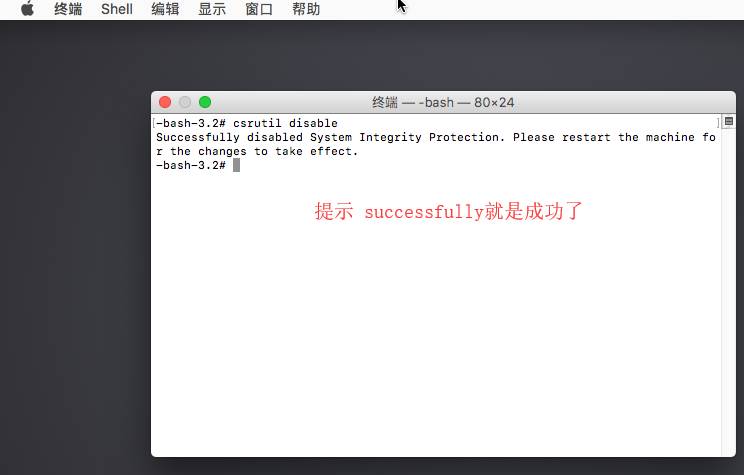 终端 Shell 编辑 显示 窗口 帮助
终端 — -bash — 80×24
[-bash-3.2# csrutil disable ]
Successfully disabled System Integrity Protection. Please restart the machine fo
r the changes to take effect.
-bash-3.2#
提示 successfully就是成功了